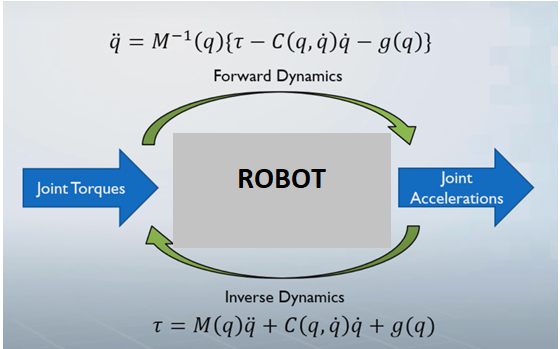 q̈ = M⁻¹(q){τ − C(q, q̇)q̇ − g(q)}
Forward Dynamics
ROBOT
Joint Torques
Joint
Accelerations
Inverse Dynamics
τ = M(q)q̈ + C(q, q̇)q̇ + g(q)